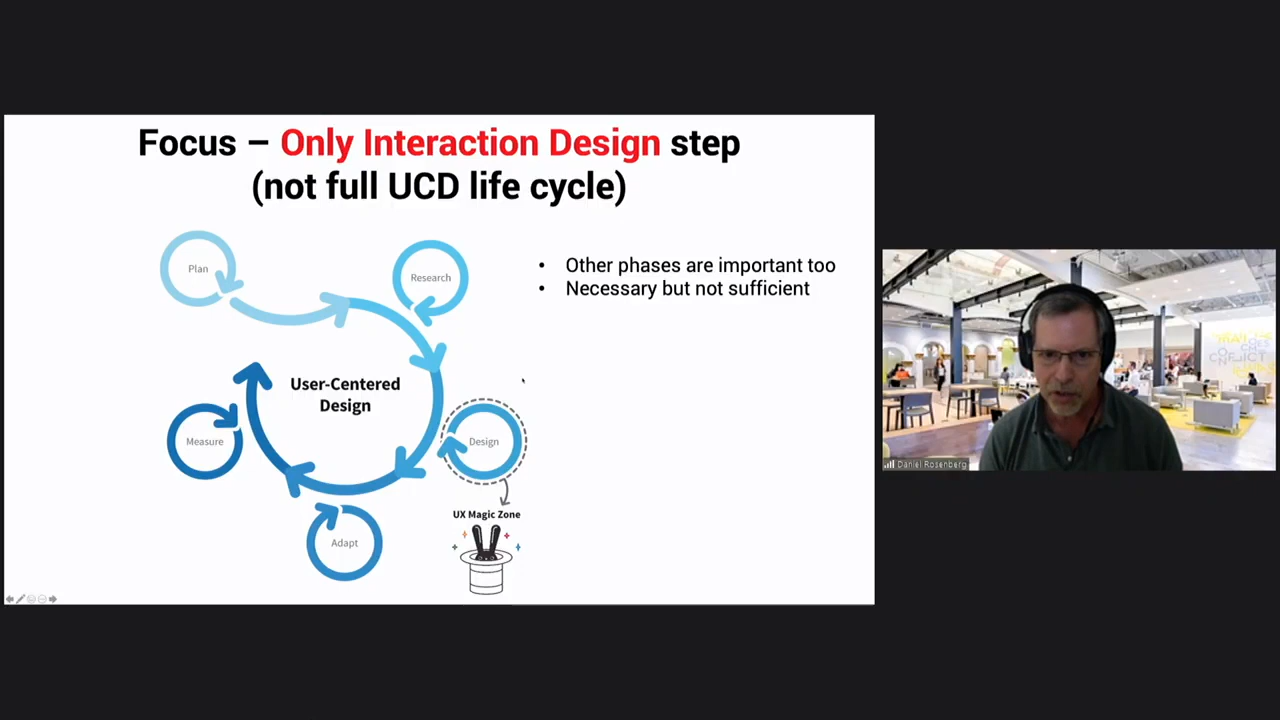 Focus – Only Interaction Design step
(not full UCD life cycle)
Plan
Research
• Other phases are important too
• Necessary but not sufficient
User-Centered
Design
Measure
Design
UX Magic Zone
Adapt
CONFLICT
Daniel Rosenberg